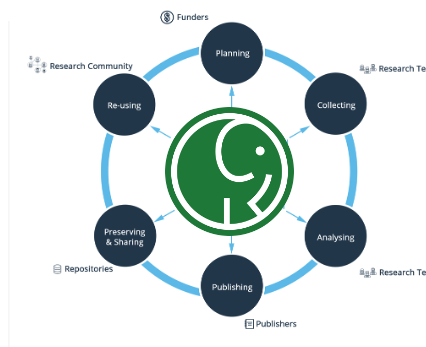 Funders
Planning
Research Community
Research Te
Re-using
Collecting
Preserving
& Sharing
Analysing
Repositories
Research Te
Publishing
Publishers